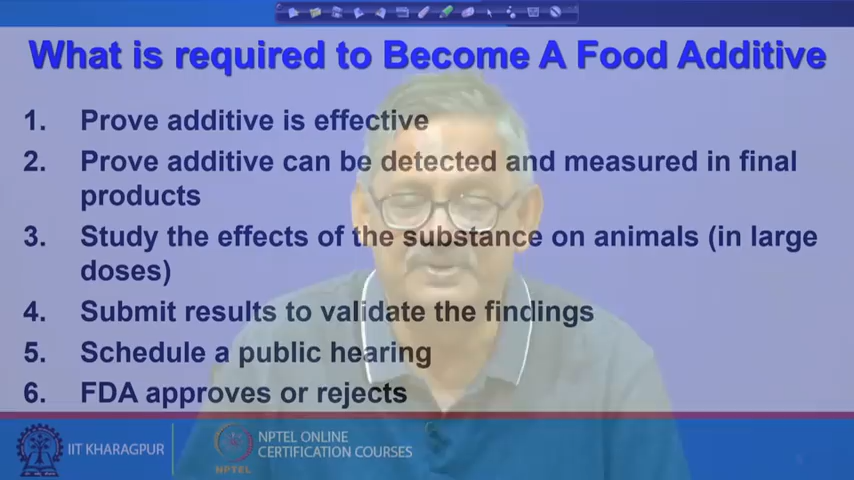 What is required to Become A Food Additive
1. Prove additive is effective
2. Prove additive can be detected and measured in final
products
3. Study the effects of the substance on animals (in large
doses)
4. Submit results to validate the findings
5. Schedule a public hearing
6. FDA approves or rejects
IIT KHARAGPUR
NPTEL
NPTEL ONLINE
CERTIFICATION COURSES